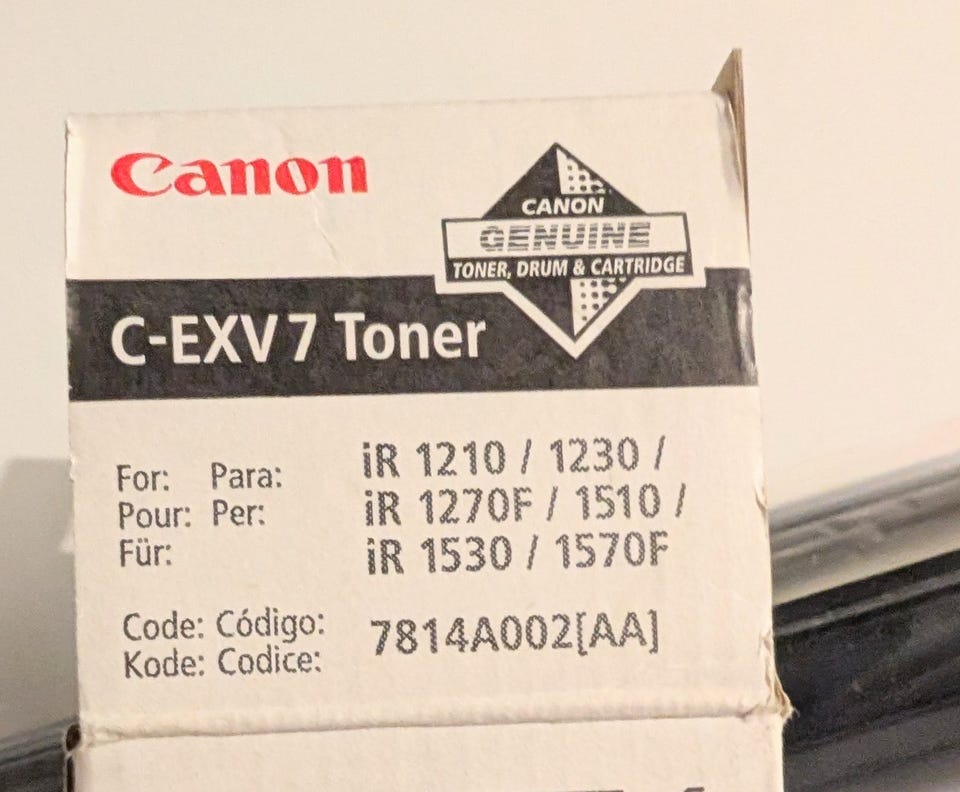 Canon
CANON
GENUINE
TONER, DRUM & CARTRIDGE
C-EXV 7 Toner
For: Para:
Pour: Per:
Für:
iR 1210 / 1230 /
iR 1270F / 1510 /
iR 1530 / 1570F
Code: Código:
Kode: Codice:
7814A002[AA]